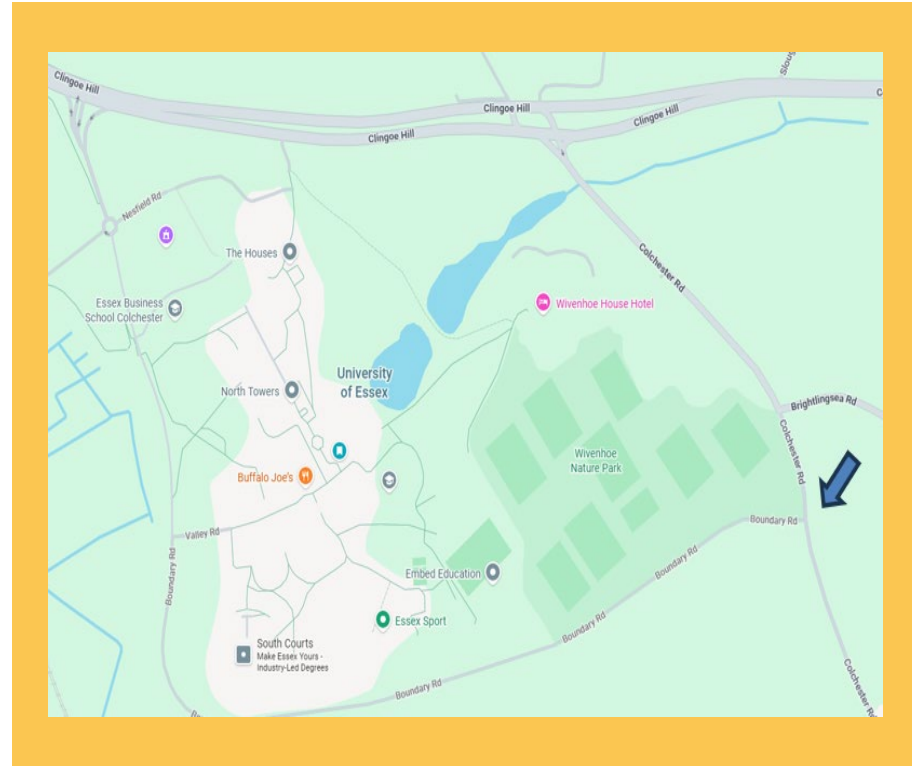 Clingoe Hill
Clingoe Hill
Clingoe Hill
Clingoe Hill
Nesfield Rd
The Houses
Colchester Rd
Essex Business
School Colchester
Wivenhoe House Hotel
University
of Essex
North Towers
Brightlingsea Rd
Colchester Rd
Wivenhoe
Nature Park
Buffalo Joe's
Valley Rd
Boundary Rd
Boundary Rd
Boundary Rd
Embed Education
Essex Sport
Boundary Rd
South Courts
Make Essex Yours -
Industry-Led Degrees
Boundary Rd
Colchester Rd